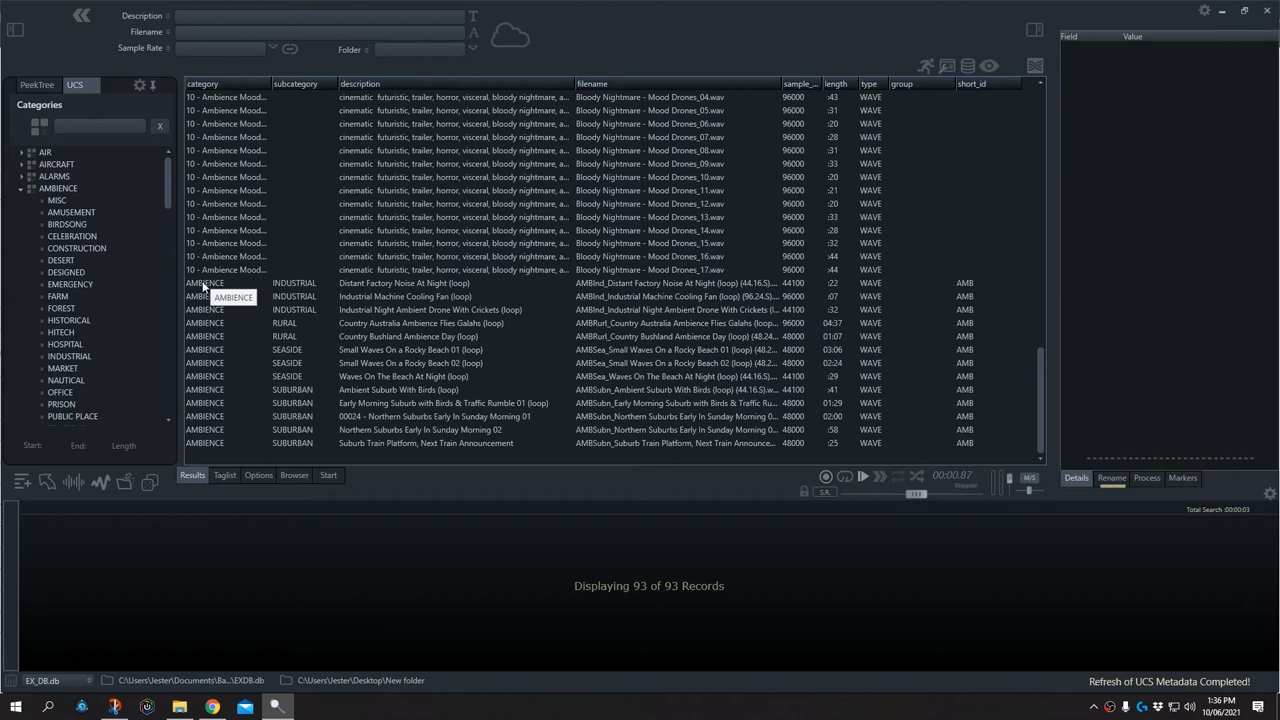 Description
T
Filename
A
Sample Rate
Folder
Field Value
PeekTree UCS
Categories
X
AIR
AIRCRAFT
ALARMS
AMBIENCE
MISC
AMUSEMENT
BIRDSONG
CELEBRATION
CONSTRUCTION
DESERT
DESIGNED
EMERGENCY
FARM
FOREST
HISTORICAL
HITECH
HOSPITAL
INDUSTRIAL
MARKET
NAUTICAL
OFFICE
PRISON
PUBLIC PLACE
Start: End: Length
category subcategory description filename sample_... length type group short_id
10 - Ambience Mood... cinematic futuristic, trailer, horror, visceral, bloody nightmare, a... Bloody Nightmare - Mood Drones_04.wav 96000 :43 WAVE
10 - Ambience Mood... cinematic futuristic, trailer, horror, visceral, bloody nightmare, a... Bloody Nightmare - Mood Drones_05.wav 96000 :31 WAVE
10 - Ambience Mood... cinematic futuristic, trailer, horror, visceral, bloody nightmare, a... Bloody Nightmare - Mood Drones_06.wav 96000 :20 WAVE
10 - Ambience Mood... cinematic futuristic, trailer, horror, visceral, bloody nightmare, a... Bloody Nightmare - Mood Drones_07.wav 96000 :28 WAVE
10 - Ambience Mood... cinematic futuristic, trailer, horror, visceral, bloody nightmare, a... Bloody Nightmare - Mood Drones_08.wav 96000 :31 WAVE
10 - Ambience Mood... cinematic futuristic, trailer, horror, visceral, bloody nightmare, a... Bloody Nightmare - Mood Drones_09.wav 96000 :33 WAVE
10 - Ambience Mood... cinematic futuristic, trailer, horror, visceral, bloody nightmare, a... Bloody Nightmare - Mood Drones_10.wav 96000 :20 WAVE
10 - Ambience Mood... cinematic futuristic, trailer, horror, visceral, bloody nightmare, a... Bloody Nightmare - Mood Drones_11.wav 96000 :44 WAVE
10 - Ambience Mood... cinematic futuristic, trailer, horror, visceral, bloody nightmare, a... Bloody Nightmare - Mood Drones_12.wav 96000 :20 WAVE
10 - Ambience Mood... cinematic futuristic, trailer, horror, visceral, bloody nightmare, a... Bloody Nightmare - Mood Drones_13.wav 96000 :33 WAVE
10 - Ambience Mood... cinematic futuristic, trailer, horror, visceral, bloody nightmare, a... Bloody Nightmare - Mood Drones_14.wav 96000 :28 WAVE
10 - Ambience Mood... cinematic futuristic, trailer, horror, visceral, bloody nightmare, a... Bloody Nightmare - Mood Drones_15.wav 96000 :44 WAVE
10 - Ambience Mood... cinematic futuristic, trailer, horror, visceral, bloody nightmare, a... Bloody Nightmare - Mood Drones_16.wav 96000 :44 WAVE
10 - Ambience Mood... cinematic futuristic, trailer, horror, visceral, bloody nightmare, a... Bloody Nightmare - Mood Drones_17.wav 96000 :44 WAVE
AMBIENCE INDUSTRIAL Distant Factory Noise At Night (loop) AMBInd_Distant Factory Noise At Night (loop) (44.16.S).... 44100 :22 WAVE AMB
AMBIE INDUSTRIAL Industrial Machine Cooling Fan (loop) AMBInd_Industrial Machine Cooling Fan (loop) (96.24.S)... 96000 :07 WAVE AMB
AMBIENCE
AMBIENCE INDUSTRIAL Industrial Night Ambient Drone With Crickets (loop) AMBInd_Industrial Night Ambient Drone With Crickets (l... 44100 :32 WAVE AMB
AMBIENCE RURAL Country Australia Ambience Flies Galahs (loop) AMBRurl_Country Australia Ambience Flies Galahs (loop)... 96000 04:37 WAVE AMB
AMBIENCE RURAL Country Bushland Ambience Day (loop) AMBRurl_Country Bushland Ambience Day (loop) (48.24... 48000 01:07 WAVE AMB
AMBIENCE SEASIDE Small Waves On a Rocky Beach 01 (loop) AMBSea_Small Waves On a Rocky Beach 01 (loop) (48.2... 48000 03:06 WAVE AMB
AMBIENCE SEASIDE Small Waves On a Rocky Beach 02 (loop) AMBSea_Small Waves On a Rocky Beach 02 (loop) (48.2... 48000 02:24 WAVE AMB
AMBIENCE SEASIDE Waves On The Beach At Night (loop) AMBSea_Waves On The Beach At Night (loop) (44.16.S).... 44100 :29 WAVE AMB
AMBIENCE SUBURBAN Ambient Suburb With Birds (loop) AMBSubn_Ambient Suburb With Birds (loop) (44.16.S).w... 44100 :41 WAVE AMB
AMBIENCE SUBURBAN Early Morning Suburb with Birds & Traffic Rumble 01 (loop) AMBSubn_Early Morning Suburb with Birds & Traffic Ru... 48000 01:29 WAVE AMB
AMBIENCE SUBURBAN 00024 - Northern Suburbs Early In Sunday Morning 01 AMBSubn_Northern Suburbs Early In Sunday Morning 0... 48000 02:00 WAVE AMB
AMBIENCE SUBURBAN Northern Suburbs Early In Sunday Morning 02 AMBSubn_Northern Suburbs Early In Sunday Morning 0... 48000 :58 WAVE AMB
AMBIENCE SUBURBAN Suburb Train Platform, Next Train Announcement AMBSubn_Suburb Train Platform, Next Train Announce... 48000 :25 WAVE AMB
Results Taglist Options Browser Start
00:00.87
Stopped
M/S
S.R.
Details Rename Process Markers
Total Search :00:00:03
Displaying 93 of 93 Records
EX_DB.db C:\Users\Jester\Documents\Ba...\EXDB.db C:\Users\Jester\Desktop\New folder
Refresh of UCS Metadata Completed!
1:36 PM
10/06/2021